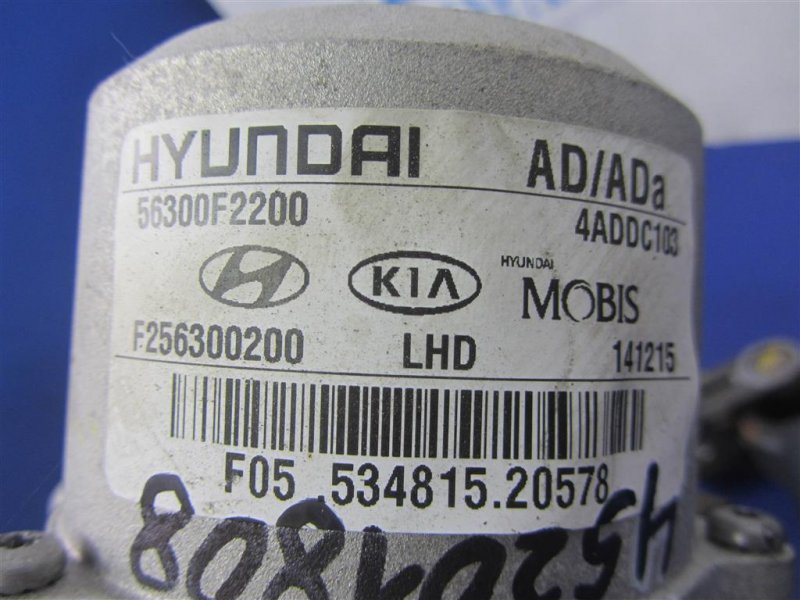 HYUNDAI AD/ADa
56300F2200 4ADDC103
KIA HYUNDAI MOBIS
F256300200 LHD 141215
F05 .534815.20578